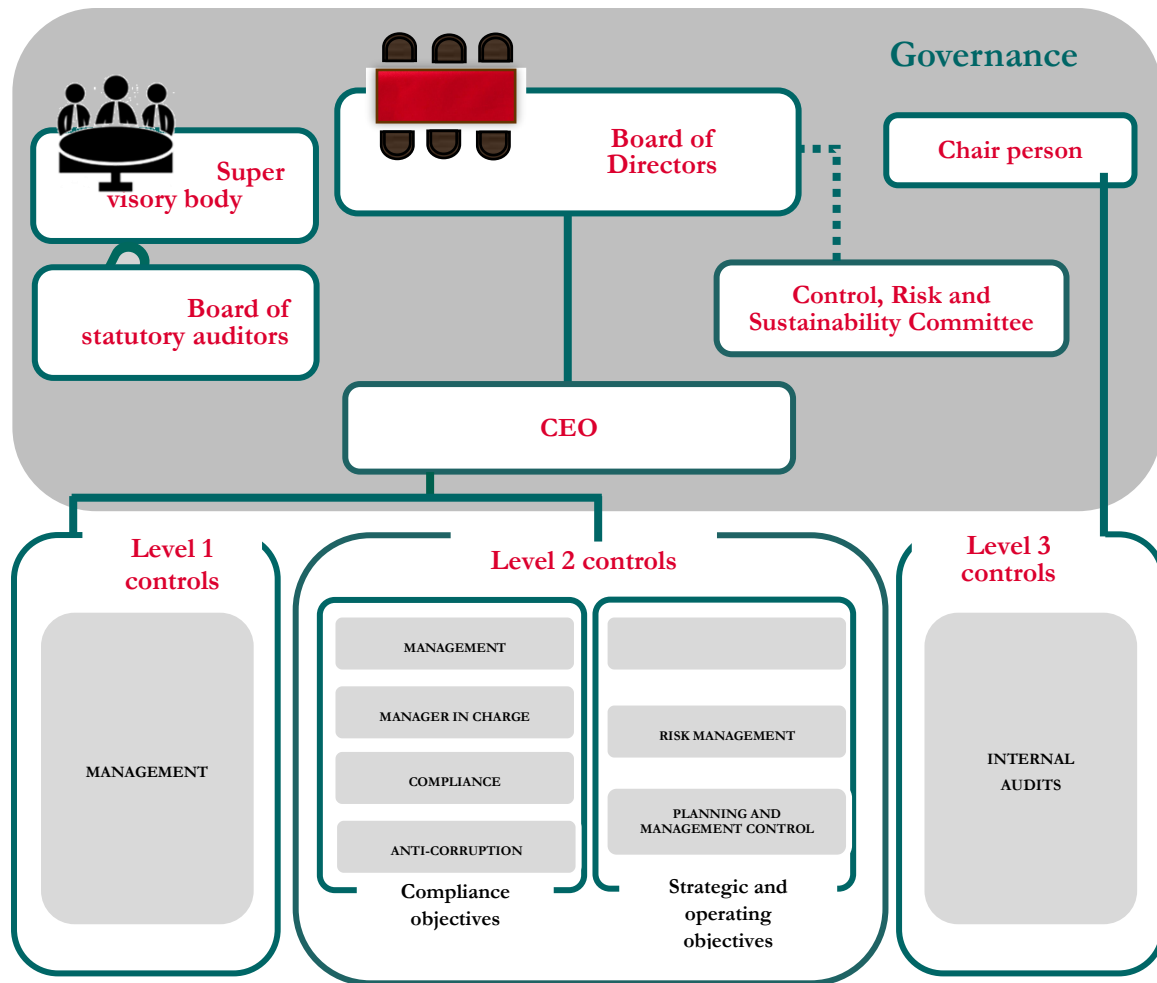 Governance
Super
visory body
Board of
Directors
Chair person
Board of
statutory auditors
Control, Risk and
Sustainability Committee
CEO
Level 1
controls
Level 2 controls
Level 3
controls
MANAGEMENT
MANAGEMENT
MANAGER IN CHARGE
COMPLIANCE
ANTI-CORRUPTION
Compliance
objectives
RISK MANAGEMENT
PLANNING AND
MANAGEMENT CONTROL
Strategic and
operating
objectives
INTERNAL
AUDITS